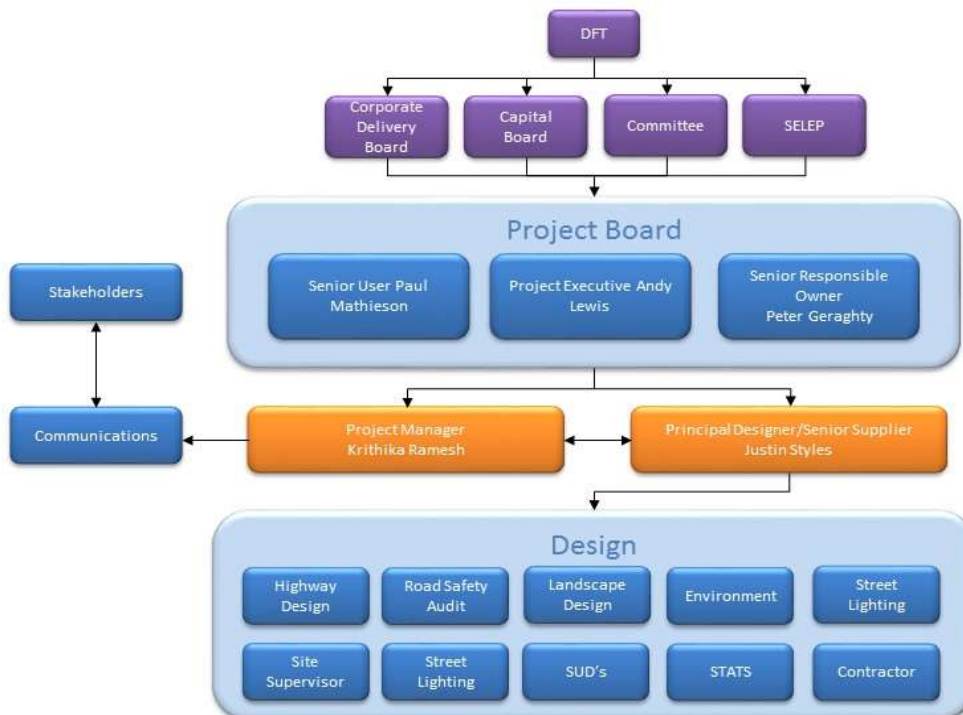 DFT
Corporate
Delivery
Board
Capital
Board
Committee
SELEP
Project Board
Senior User Paul
Mathieson
Project Executive Andy
Lewis
Senior Responsible
Owner
Peter Geraghty
Stakeholders
Communications
Project Manager
Krithika Ramesh
Principal Designer/Senior Supplier
Justin Styles
Design
Highway
Design
Road Safety
Audit
Landscape
Design
Environment
Street
Lighting
Site
Supervisor
Street
Lighting
SUD's
STATS
Contractor